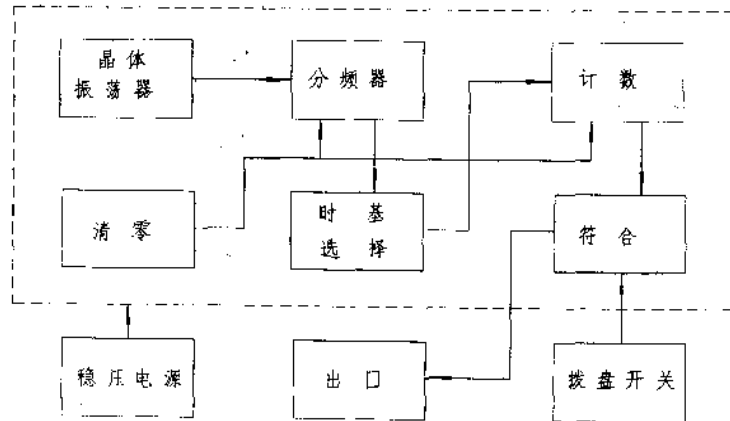 晶体
振荡器
分频器
计数
清零
时基
选择
符合
稳压电源
出口
拨盘开关